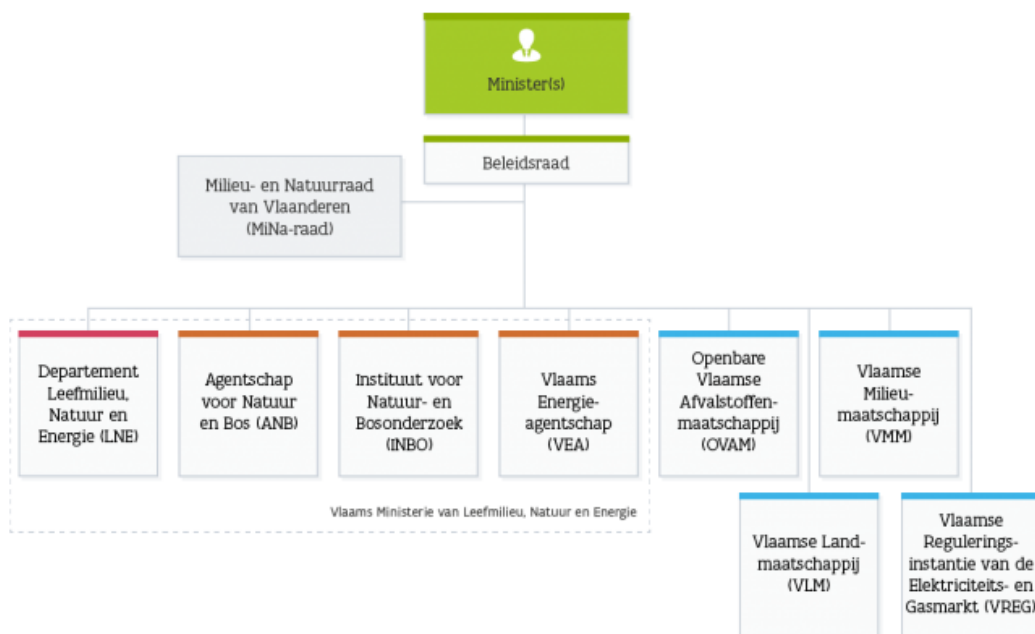 Minister(s)
Beleidsraad
Milieu- en Natuurraad
van Vlaanderen
(MiNa-raad)
Departement
Leefmilieu,
Natuur en
Energie (LNE)
Agentschap
voor Natuur
en Bos (ANB)
Instituut voor
Natuur- en
Bosonderzoek
(INBO)
Vlaams
Energie-
agentschap
(VEA)
Openbare
Vlaamse
Afvalstoffen-
maatschappij
(OVAM)
Vlaamse
Milieu-
maatschappij
(VMM)
Vlaams Ministerie van Leefmilieu, Natuur en Energie
Vlaamse Land-
maatschappij
(VLM)
Vlaamse
Regulerings-
instantie van de
Elektriciteits- en
Gasmarkt (VREG)